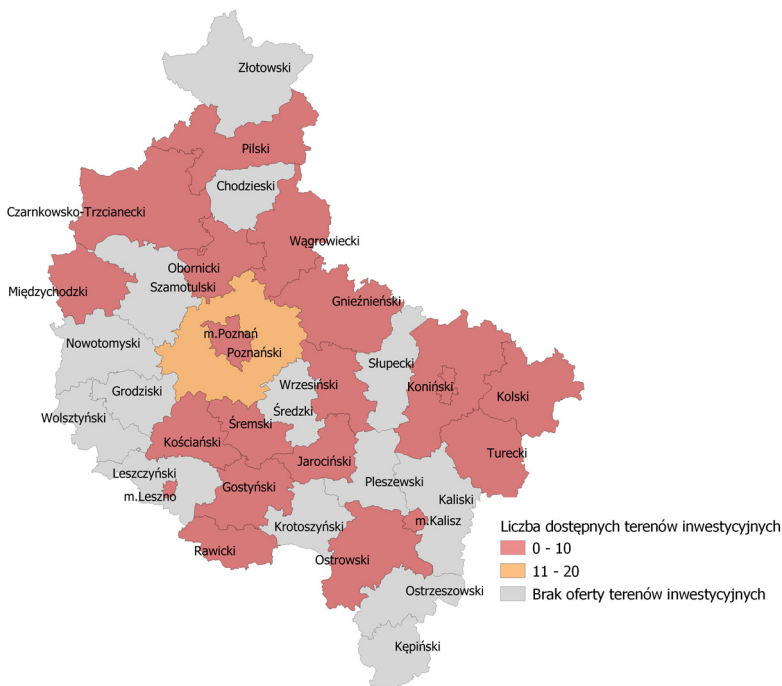 Złotowski
Pilski
Chodzieski
Czarnkowsko-Trzcianecki
Wągrowiecki
Obornicki
Szamotulski
Międzychodzki
Gnieźnieński
m.Poznań
Poznański
Nowotomyski
Słupecki
Wrzesiński
Koniński
Kolski
Grodziski
Średzki
Wolsztyński
Śremski
Kościański
Jarociński
Turecki
Leszczyński
m.Leszno
Gostyński
Pleszewski
Kaliski
Krotoszyński
m.Kalisz
Rawicki
Ostrowski
Ostrzeszowski
Kępiński
Liczba dostępnych terenów inwestycyjnych
0 - 10
11 - 20
Brak oferty terenów inwestycyjnych